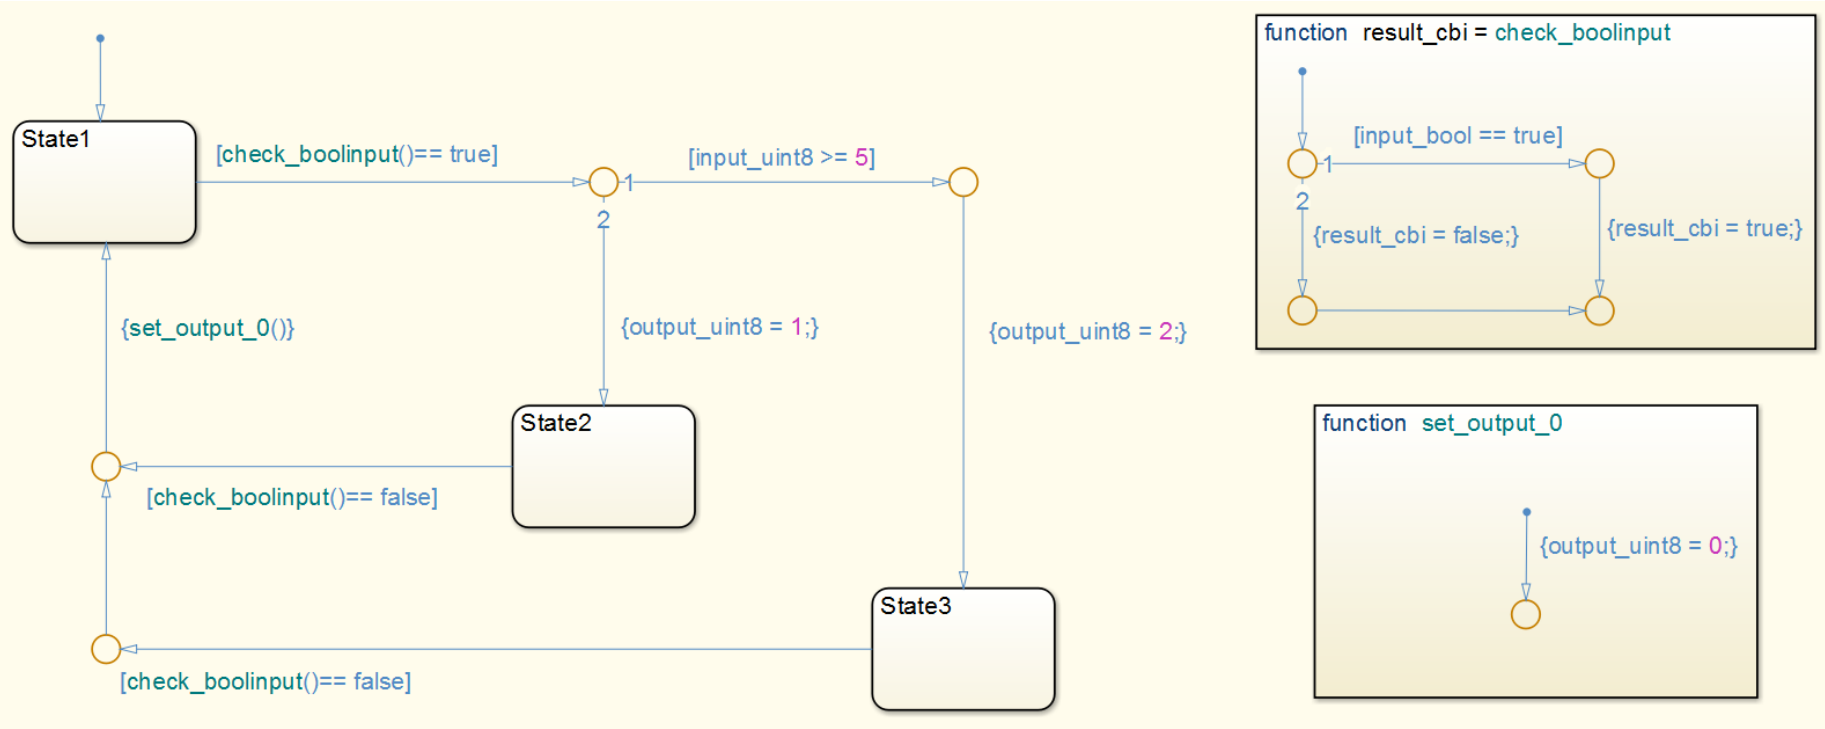 State1
[check_boolinput()== true]
1
[input_uint8 >= 5]
2
{set_output_0()}
{output_uint8 = 1;}
{output_uint8 = 2;}
State2
[check_boolinput()== false]
State3
[check_boolinput()== false]
function result_cbi = check_boolinput
[input_bool == true]
1
2
{result_cbi = false;}
{result_cbi = true;}
function set_output_0
{output_uint8 = 0;}